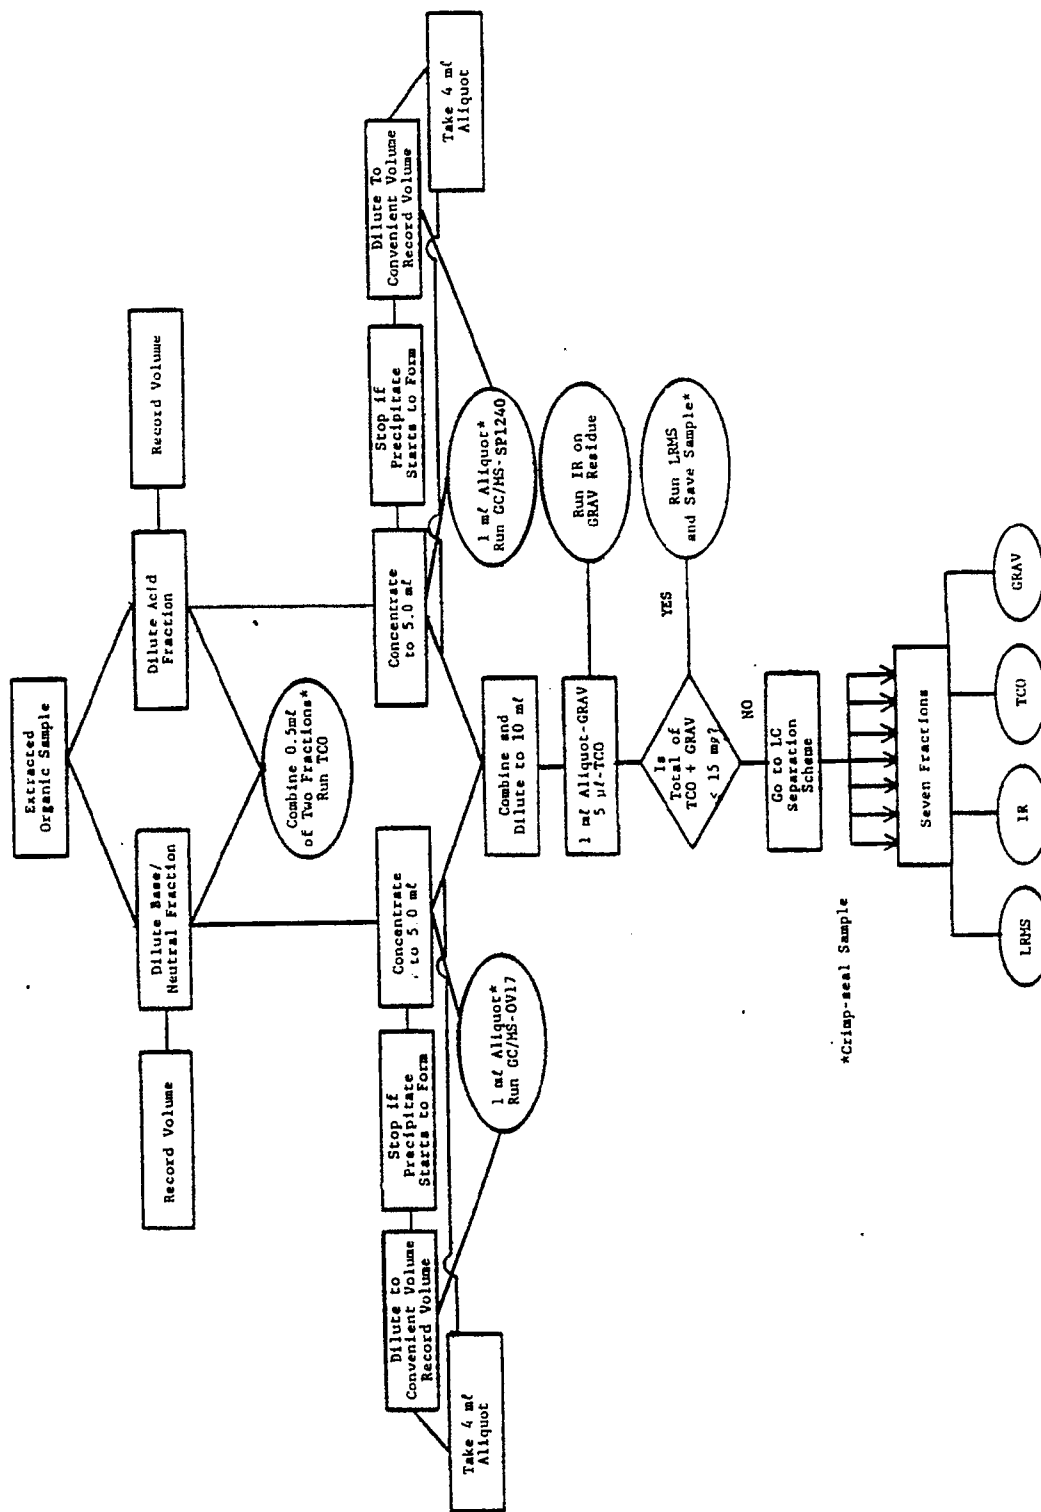 Extracted
Organic Sample
Record Volume
Dilute Base/
Neutral Fraction
Dilute Acid
Fraction
Record Volume
Combine 0.5mℓ
of Two Fractions*
Run TCO
Take 4 mℓ
Aliquot
Dilute to
Convenient Volume
Record Volume
Stop if
Precipitate
Starts to Form
Concentrate
to 5.0 mℓ
Concentrate
to 5.0 mℓ
Stop if
Precipitate
Starts to Form
Dilute To
Convenient Volume
Record Volume
Take 4 mℓ
Aliquot
1 mℓ Aliquot*
Run GC/MS-OV17
1 mℓ Aliquot*
Run GC/MS-SP1240
Combine and
Dilute to 10 mℓ
1 mℓ Aliquot-GRAV
5 µℓ-TCO
Run IR on
GRAV Residue
Is
Total of
TCO + GRAV
< 15 mg?
YES
Run LRMS
and Save Sample*
NO
Go to LC
Separation
Scheme
*Crimp-seal Sample
Seven Fractions
LRMS
IR
TCO
GRAV